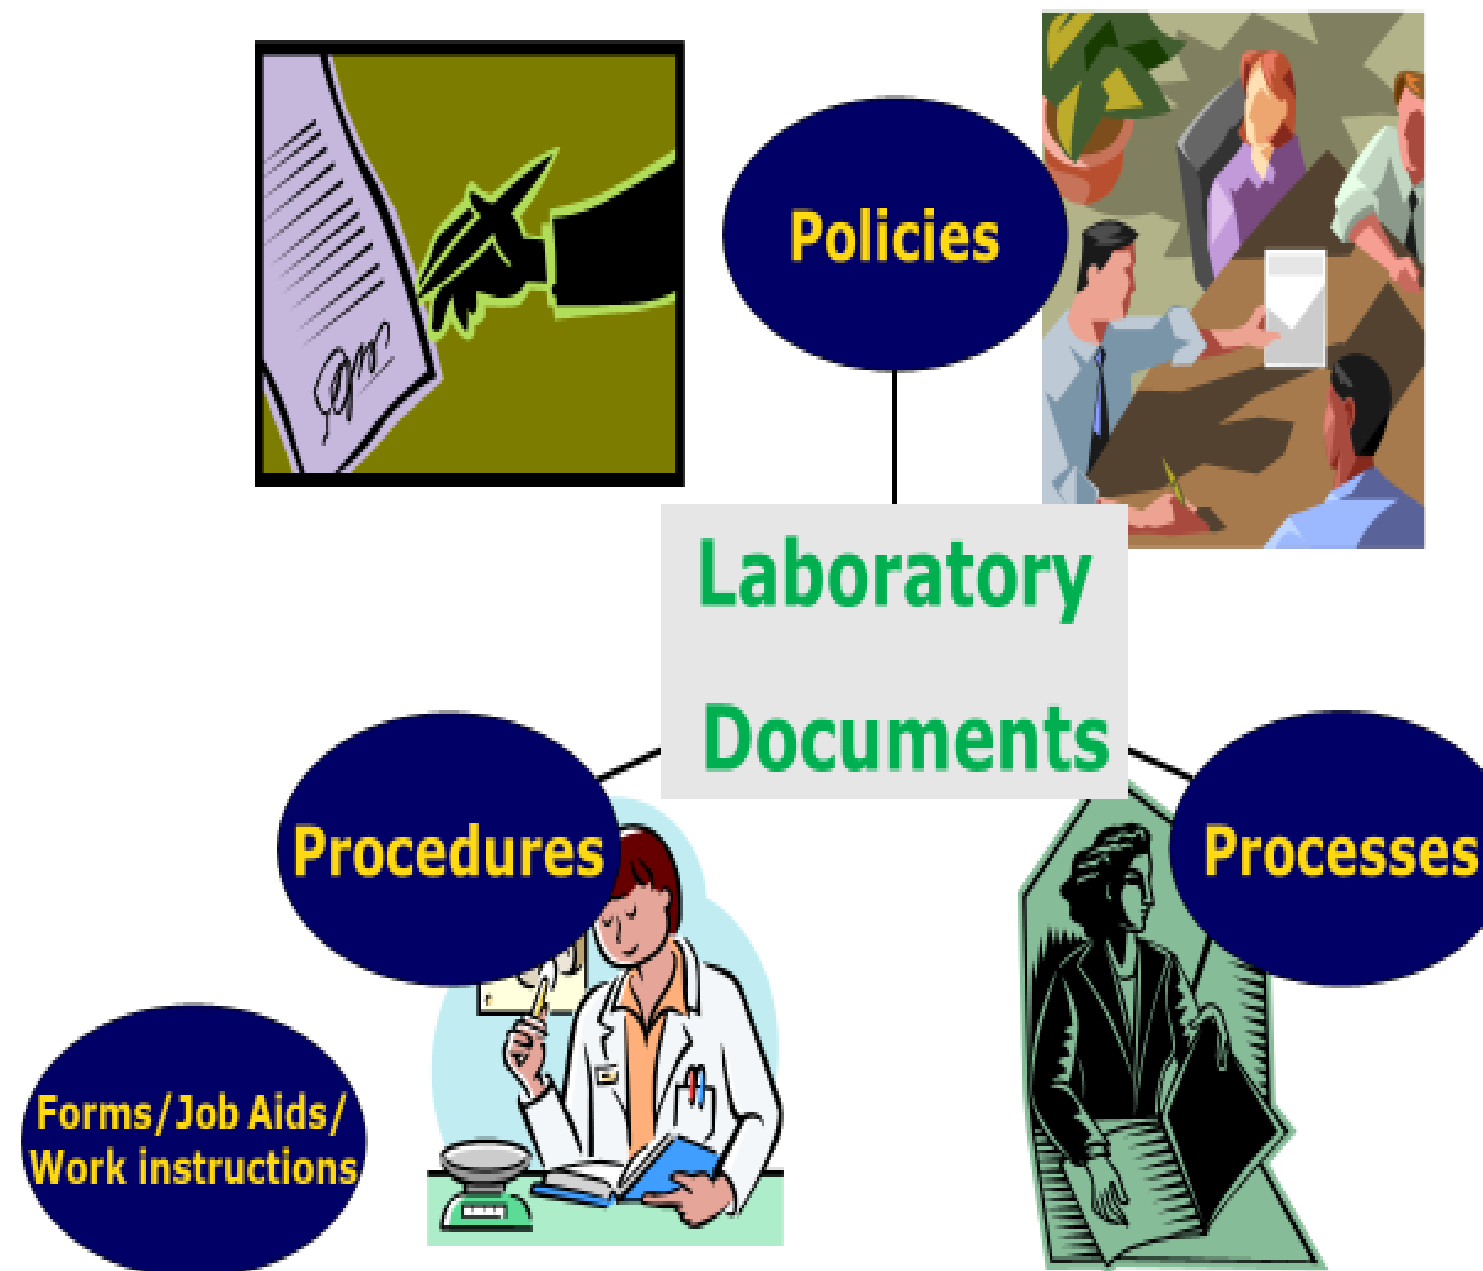 Policies
Laboratory
Documents
Procedures
Processes
Forms/Job Aids/
Work instructions